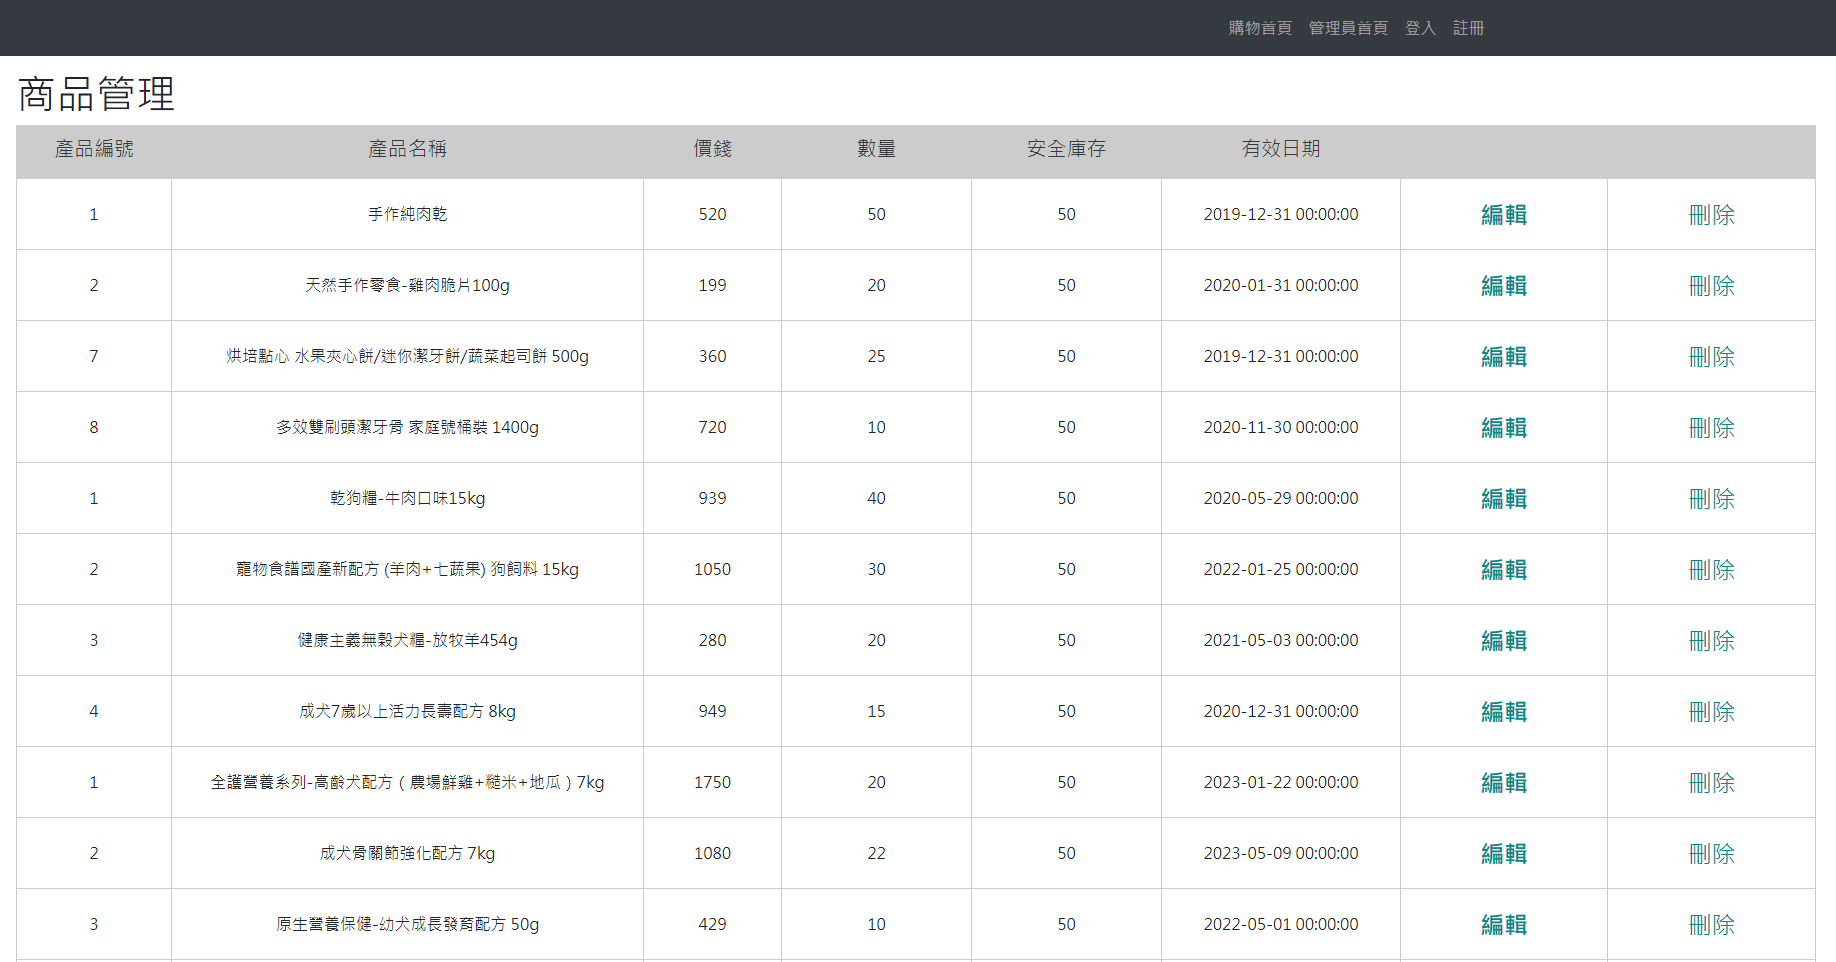 購物首頁 管理員首頁 登入 註冊
商品管理
產品編號 產品名稱 價錢 數量 安全庫存 有效日期
1 手作純肉乾 520 50 50 2019-12-31 00:00:00 編輯 刪除
2 天然手作零食-雞肉脆片100g 199 20 50 2020-01-31 00:00:00 編輯 刪除
7 烘培點心 水果夾心餅/迷你潔牙餅/蔬菜起司餅 500g 360 25 50 2019-12-31 00:00:00 編輯 刪除
8 多效雙刷頭潔牙骨 家庭號桶裝 1400g 720 10 50 2020-11-30 00:00:00 編輯 刪除
1 乾狗糧-牛肉口味15kg 939 40 50 2020-05-29 00:00:00 編輯 刪除
2 寵物食譜國產新配方 (羊肉+七蔬果) 狗飼料 15kg 1050 30 50 2022-01-25 00:00:00 編輯 刪除
3 健康主義無穀犬糧-放牧羊454g 280 20 50 2021-05-03 00:00:00 編輯 刪除
4 成犬7歲以上活力長壽配方 8kg 949 15 50 2020-12-31 00:00:00 編輯 刪除
1 全護營養系列-高齡犬配方（農場鮮雞+糙米+地瓜）7kg 1750 20 50 2023-01-22 00:00:00 編輯 刪除
2 成犬骨關節強化配方 7kg 1080 22 50 2023-05-09 00:00:00 編輯 刪除
3 原生營養保健-幼犬成長發育配方 50g 429 10 50 2022-05-01 00:00:00 編輯 刪除